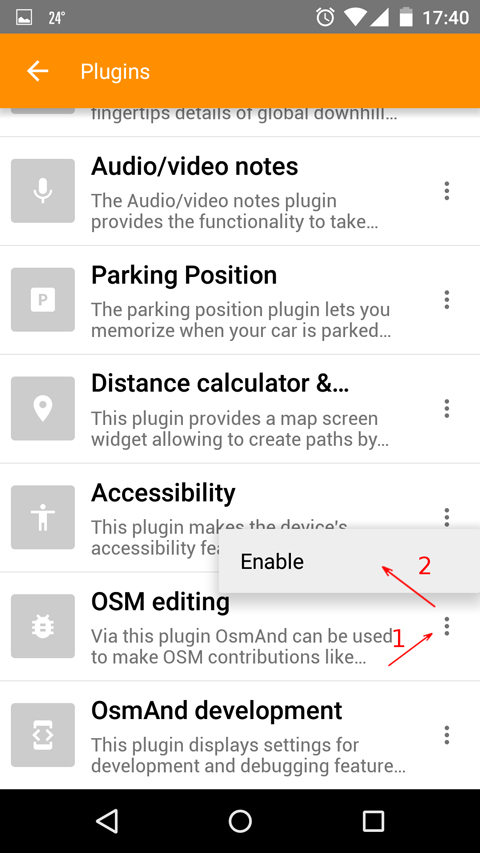 24° 17:40
Plugins
fingertips details of global downhill...
Audio/video notes
The Audio/video notes plugin
provides the functionality to take...
Parking Position
P
The parking position plugin lets you
memorize when your car is parked...
Distance calculator &...
This plugin provides a map screen
widget allowing to create paths by...
Accessibility
This plugin makes the device's
accessibility fea
Enable
2
OSM editing
Via this plugin OsmAnd can be used
1
to make OSM contributions like...
OsmAnd development
This plugin displays settings for
development and debugging feature...